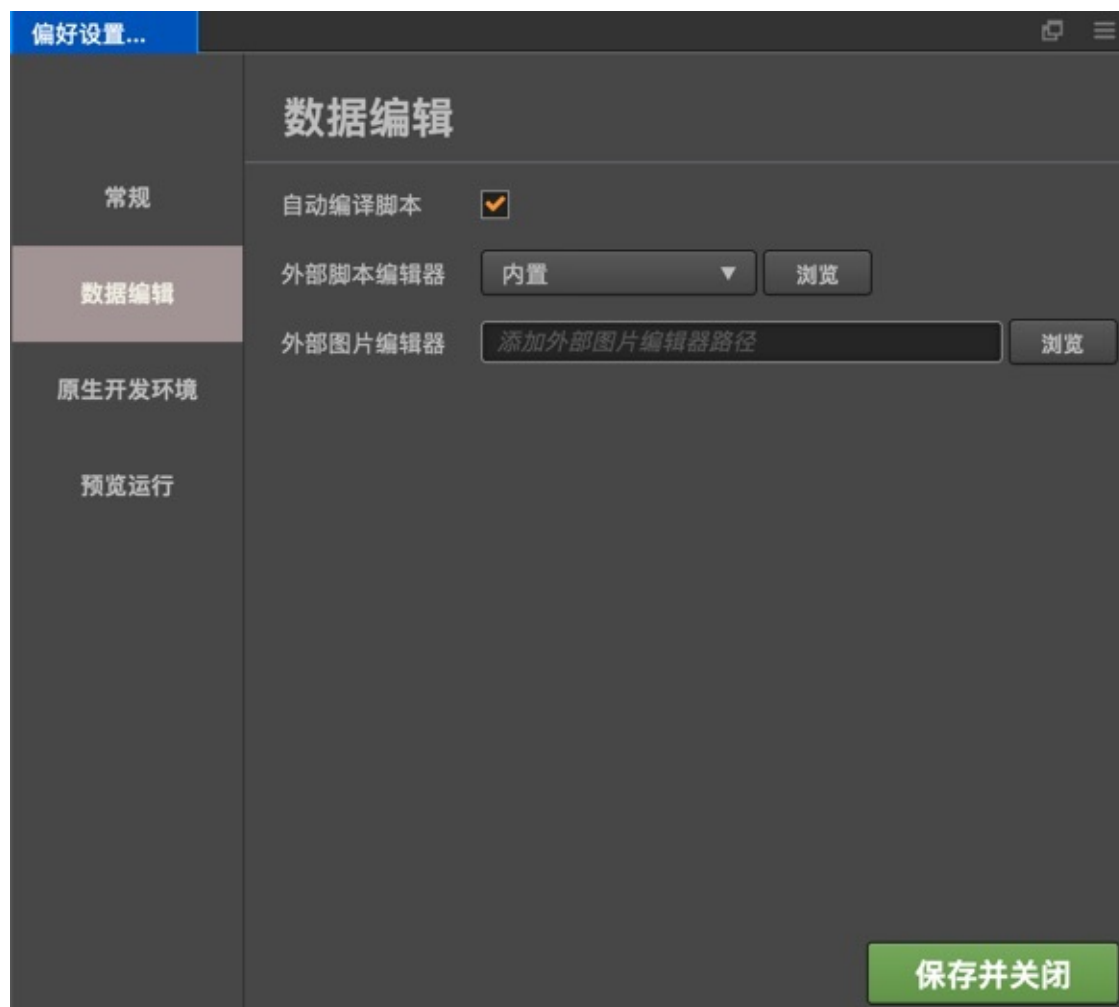 偏好设置...
数据编辑
常规
自动编译脚本
外部脚本编辑器 内置 浏览
数据编辑
外部图片编辑器 添加外部图片编辑器路径 浏览
原生开发环境
预览运行
保存并关闭